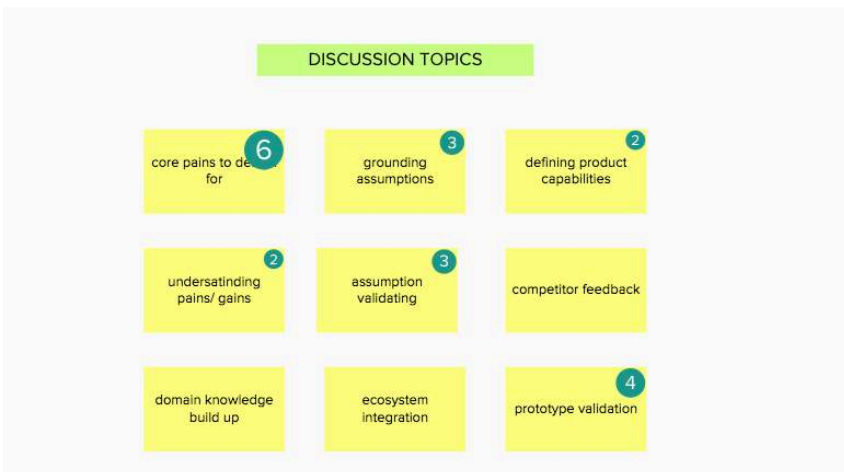 DISCUSSION TOPICS
6
core pains to
for
3
grounding
assumptions
2
defining product
capabilities
2
undersatinding
pains/ gains
3
assumption
validating
competitor feedback
domain knowledge
build up
ecosystem
integration
4
prototype validation